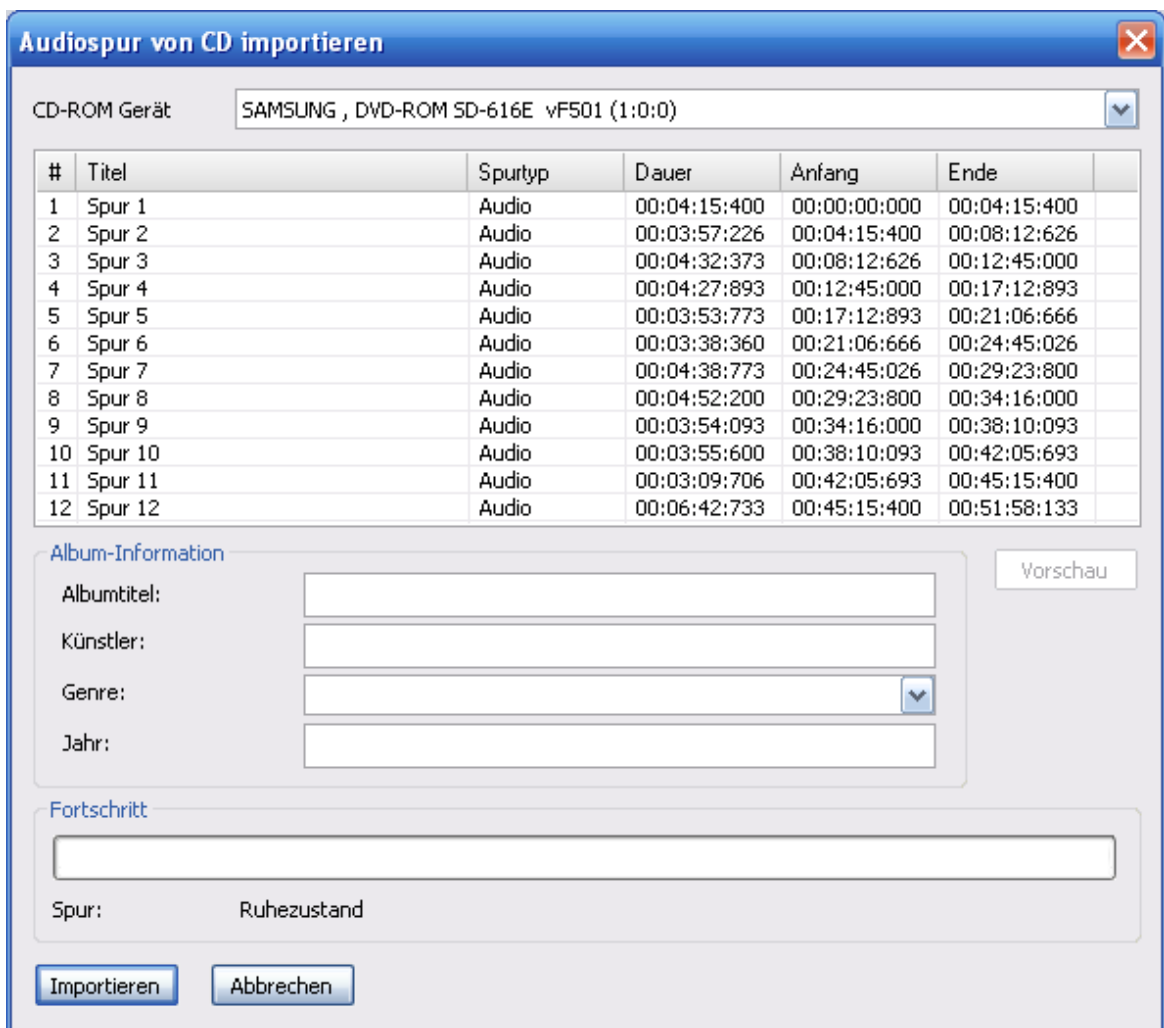 Audiospur von CD importieren
CD-ROM Gerät SAMSUNG , DVD-ROM SD-616E vF501 (1:0:0)
# Titel Spurtyp Dauer Anfang Ende
1 Spur 1 Audio 00:04:15:400 00:00:00:000 00:04:15:400
2 Spur 2 Audio 00:03:57:226 00:04:15:400 00:08:12:626
3 Spur 3 Audio 00:04:32:373 00:08:12:626 00:12:45:000
4 Spur 4 Audio 00:04:27:893 00:12:45:000 00:17:12:893
5 Spur 5 Audio 00:03:53:773 00:17:12:893 00:21:06:666
6 Spur 6 Audio 00:03:38:360 00:21:06:666 00:24:45:026
7 Spur 7 Audio 00:04:38:773 00:24:45:026 00:29:23:800
8 Spur 8 Audio 00:04:52:200 00:29:23:800 00:34:16:000
9 Spur 9 Audio 00:03:54:093 00:34:16:000 00:38:10:093
10 Spur 10 Audio 00:03:55:600 00:38:10:093 00:42:05:693
11 Spur 11 Audio 00:03:09:706 00:42:05:693 00:45:15:400
12 Spur 12 Audio 00:06:42:733 00:45:15:400 00:51:58:133
Album-Information
Vorschau
Albumtitel:
Künstler:
Genre:
Jahr:
Fortschritt
Spur: Ruhezustand
Importieren Abbrechen